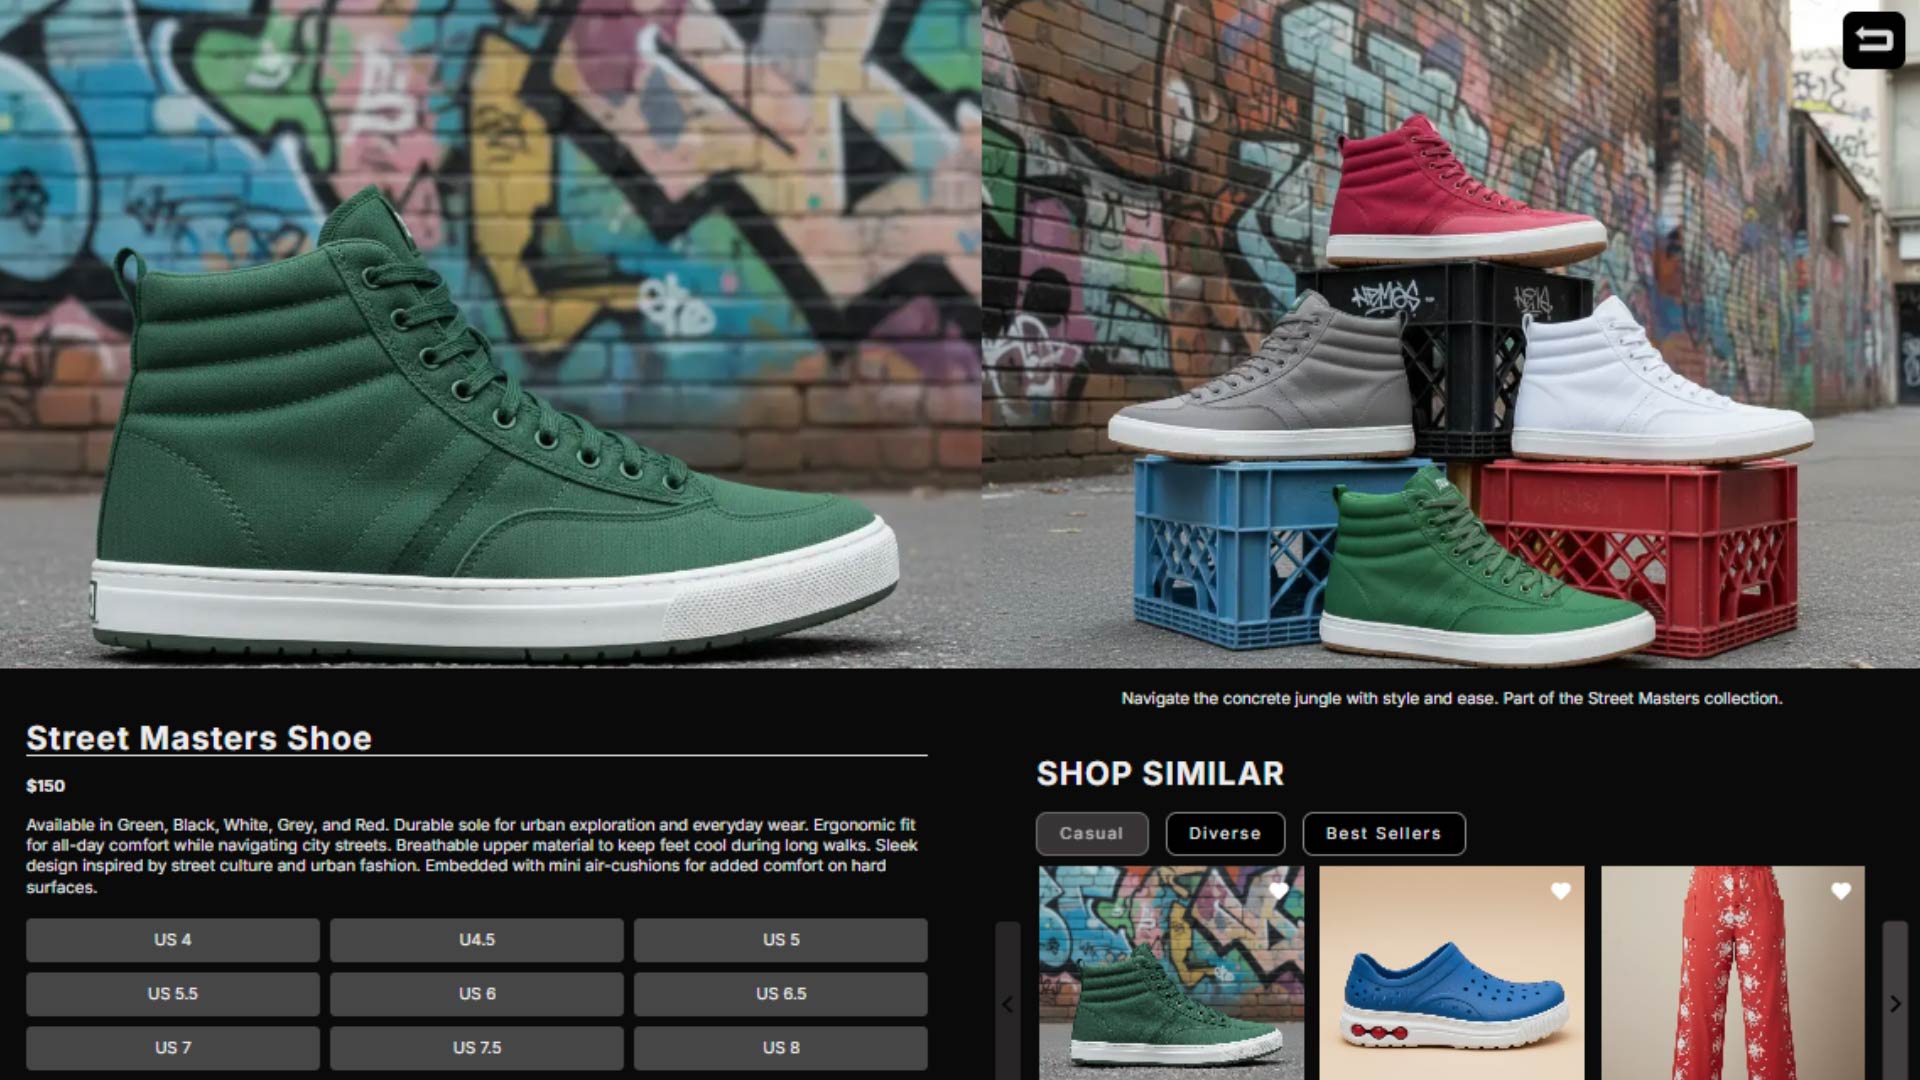 NEMOS
Navigate the concrete jungle with style and ease. Part of the Street Masters collection.
Street Masters Shoe
$150
Available in Green, Black, White, Grey, and Red. Durable sole for urban exploration and everyday wear. Ergonomic fit
for all-day comfort while navigating city streets. Breathable upper material to keep feet cool during long walks. Sleek
design inspired by street culture and urban fashion. Embedded with mini air-cushions for added comfort on hard
surfaces.
US 4
U4.5
US 5
US 5.5
US 6
US 6.5
US 7
US 7.5
US 8
SHOP SIMILAR
Casual
Diverse
Best Sellers